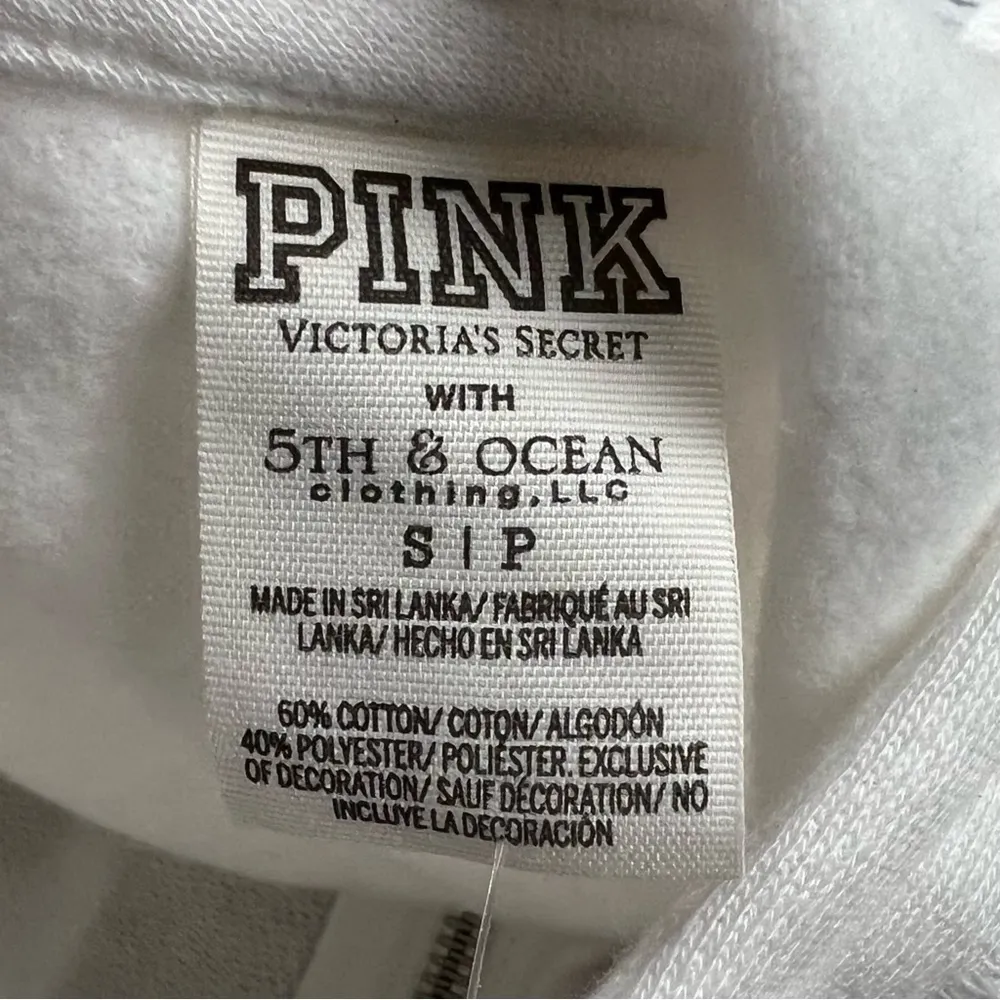 PINK
VICTORIA'S SECRET
WITH
5TH & OCEAN
clothing, LLC
S | P
MADE IN SRI LANKA/ FABRIQUÉ AU SRI
LANKA/ HECHO EN SRI LANKA
60% COTTON/ COTON/ ALGODÓN
40% POLYESTER/ POLIÉSTER. EXCLUSIVE
OF DECORATION/ SAUF DÉCORATION/ NO
INCLUYE LA DECORACIÓN